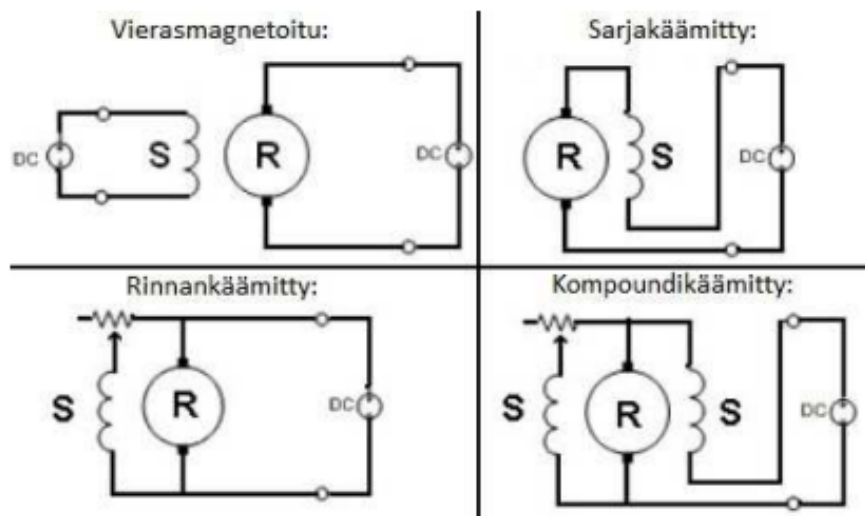 Vierasmagnetoitu:
DC
S
R
DC
Sarjakäämitty:
R
S
DC
Rinnankäämitty:
S
R
DC
Kompoundikäämitty:
S
R
S
DC